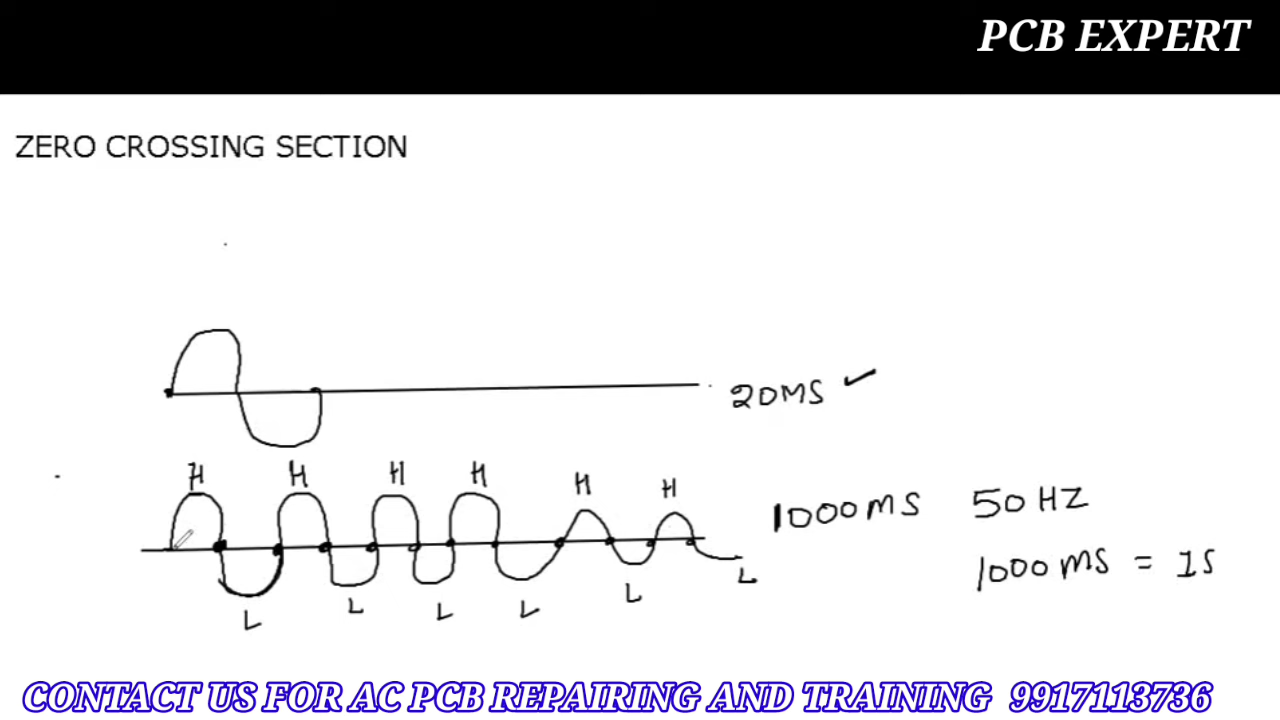 PCB EXPERT
ZERO CROSSING SECTION
20MS
H H H H H H
1000MS 50HZ
L L L L L L
1000MS = 1S
CONTACT US FOR AC PCB REPAIRING AND TRAINING 9917113736